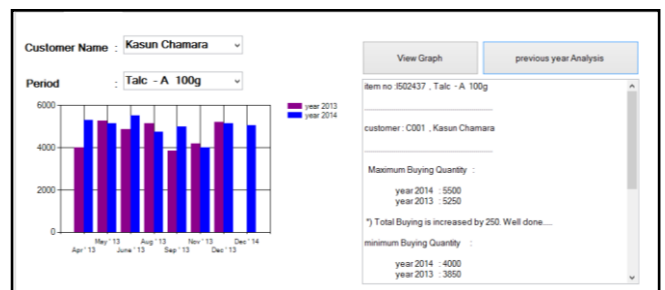 Customer Name : Kasun Chamara
Period : Talc - A 100g
6000
4000
2000
0
year 2013
year 2014
May ' 13 Aug ' 13 Nov ' 13 Dec ' 14
Apr ' 13 June ' 13 Sep ' 13 Dec ' 13
View Graph previous year Analysis
item no :I502437 , Talc - A 100g
customer : C001 , Kasun Chamara
Maximum Buying Quantity :
year 2014 : 5500
year 2013 : 5250
*) Total Buying is increased by 250. Well done....
minimum Buying Quantity :
year 2014 : 4000
year 2013 : 3850